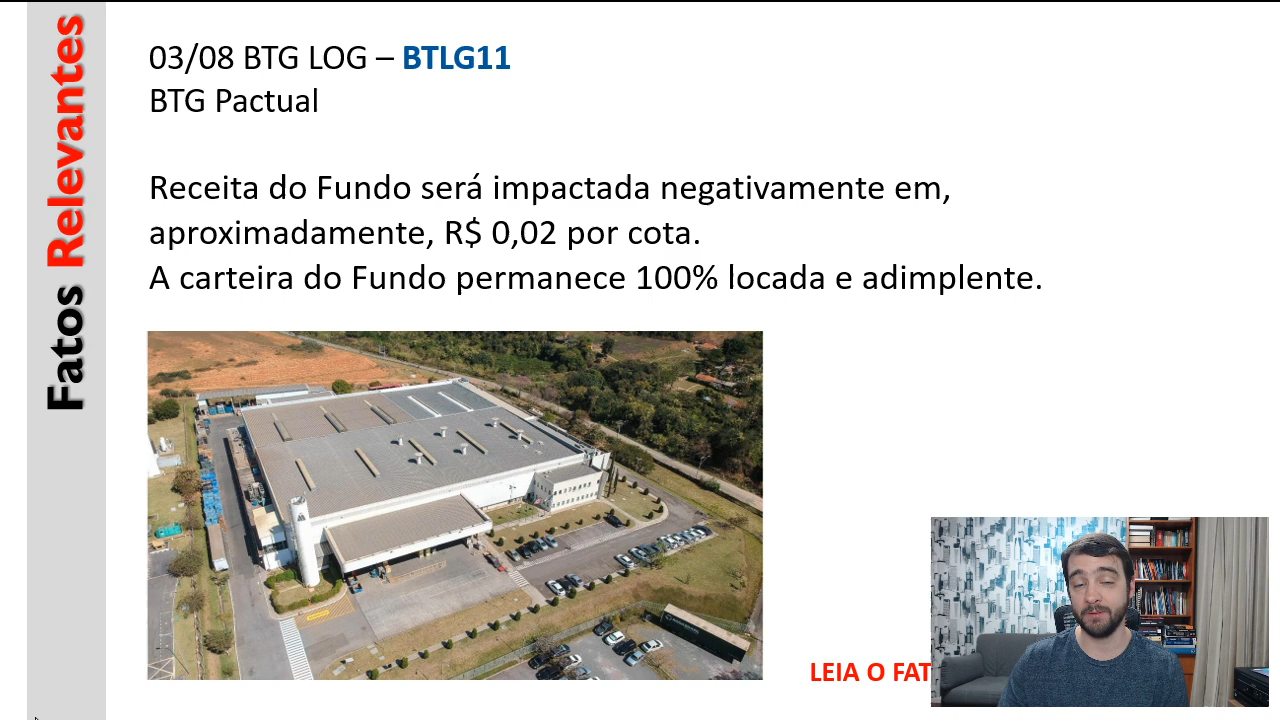 Fatos Relevantes
03/08 BTG LOG – BTLG11
BTG Pactual
Receita do Fundo será impactada negativamente em,
aproximadamente, R$ 0,02 por cota.
A carteira do Fundo permanece 100% locada e adimplente.
LEIA O FAT